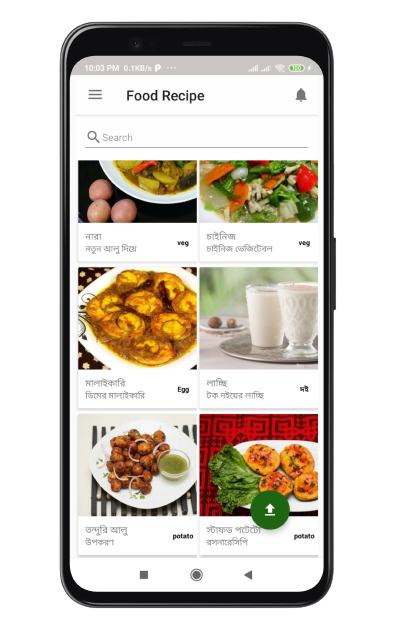 10:03 PM 0.1KB/s P ···
100
Food Recipe
Search
নারা
নতুন আলু দিয়ে
veg
চাইনিজ
চাইনিজ ভেজিটেবল
veg
মালাইকারি
ডিমের মালাইকারি
Egg
লাচ্ছি
টক দইয়ের লাচ্ছি
দই
তন্দুরি আলু
উপকরণ
potato
স্টাফড পটেটো
রসনারেসিপি
potato